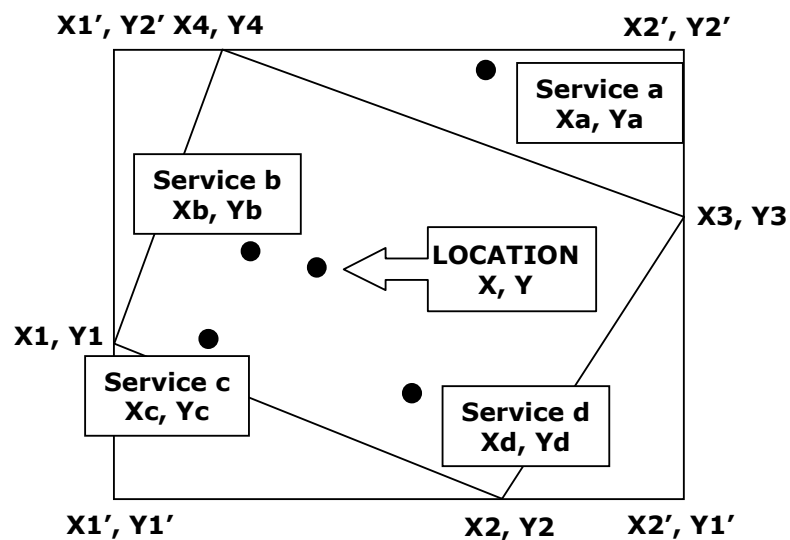 X1’, Y2’ X4, Y4 X2’, Y2’
Service a
Xa, Ya
Service b
Xb, Yb
X3, Y3
LOCATION
X, Y
X1, Y1
Service c
Xc, Yc
Service d
Xd, Yd
X1’, Y1’ X2, Y2 X2’, Y1’